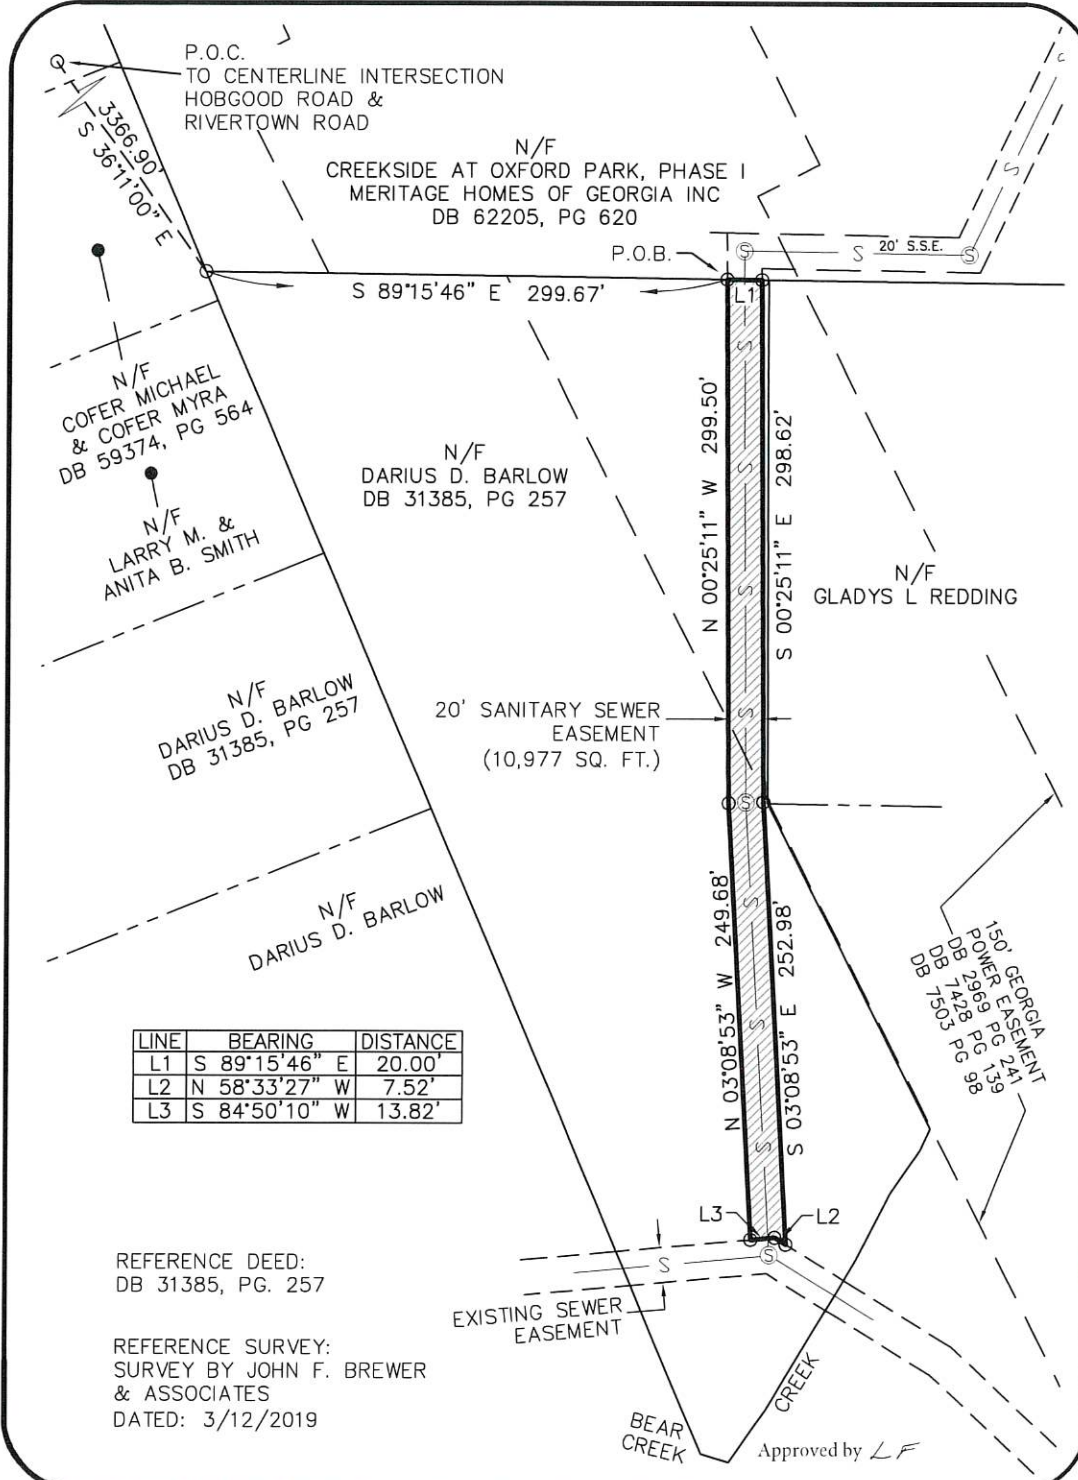 P.O.C.
TO CENTERLINE INTERSECTION
HOBGOOD ROAD &
RIVERTOWN ROAD
3366.90'
S 36°11'00" E
N/F
CREEKSIDE AT OXFORD PARK, PHASE I
MERITAGE HOMES OF GEORGIA INC
DB 62205, PG 620
P.O.B.
S
20' S.S.E.
S
S
S
S 89°15'46" E 299.67'
L1
N/F
COFER MICHAEL
& COFER MYRA
DB 59374, PG 564
N/F
LARRY M. &
ANITA B. SMITH
N/F
DARIUS D. BARLOW
DB 31385, PG 257
N 00°25'11" W 299.50'
S
S
S
S
S 00°25'11" E 298.62'
N/F
GLADYS L REDDING
N/F
DARIUS D. BARLOW
DB 31385, PG 257
20' SANITARY SEWER
EASEMENT
(10,977 SQ. FT.)
S
N/F
DARIUS D. BARLOW
N 03°08'53" W 249.68'
S
S
S
S 03°08'53" E 252.98'
150' GEORGIA
POWER EASEMENT
DB 2969 PG 241
DB 7428 PG 139
DB 7503 PG 98
LINE BEARING DISTANCE
L1 S 89°15'46" E 20.00'
L2 N 58°33'27" W 7.52'
L3 S 84°50'10" W 13.82'
L3
L2
S
S
EXISTING SEWER
EASEMENT
REFERENCE DEED:
DB 31385, PG. 257
REFERENCE SURVEY:
SURVEY BY JOHN F. BREWER
& ASSOCIATES
DATED: 3/12/2019
BEAR
CREEK
CREEK
Approved by LF